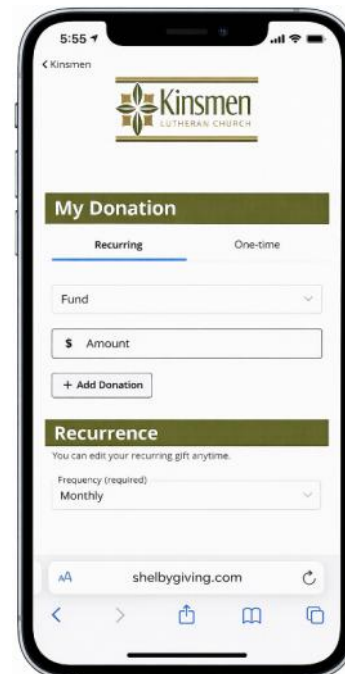 5:55
Kinsmen
Kinsmen
LUTHERAN CHURCH
My Donation
Recurring One-time
Fund
$ Amount
+ Add Donation
Recurrence
You can edit your recurring gift anytime.
Frequency (required)
Monthly
AA shelbygiving.com